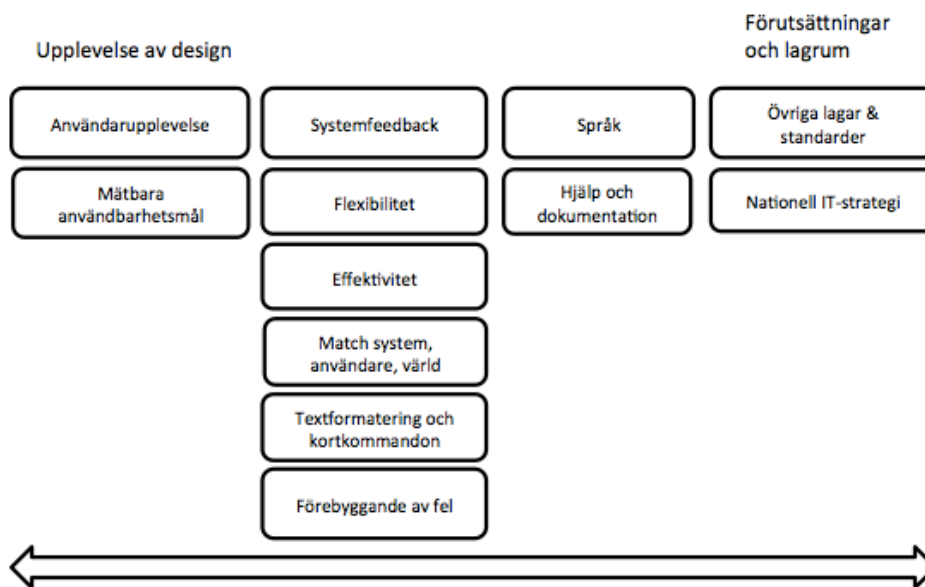 Upplevelse av design
Förutsättningar
och lagrum
Användarupplevelse
Mätbara
användbarhetsmål
Systemfeedback
Flexibilitet
Effektivitet
Match system,
användare, värld
Textformatering och
kortkommandon
Förebyggande av fel
Språk
Hjälp och
dokumentation
Övriga lagar &
standarder
Nationell IT-strategi